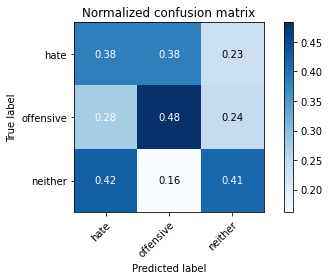 Normalized confusion matrix
True label
hate
offensive
neither
0.38 0.38 0.23
0.28 0.48 0.24
0.42 0.16 0.41
hate offensive neither
Predicted label
0.45
0.40
0.35
0.30
0.25
0.20